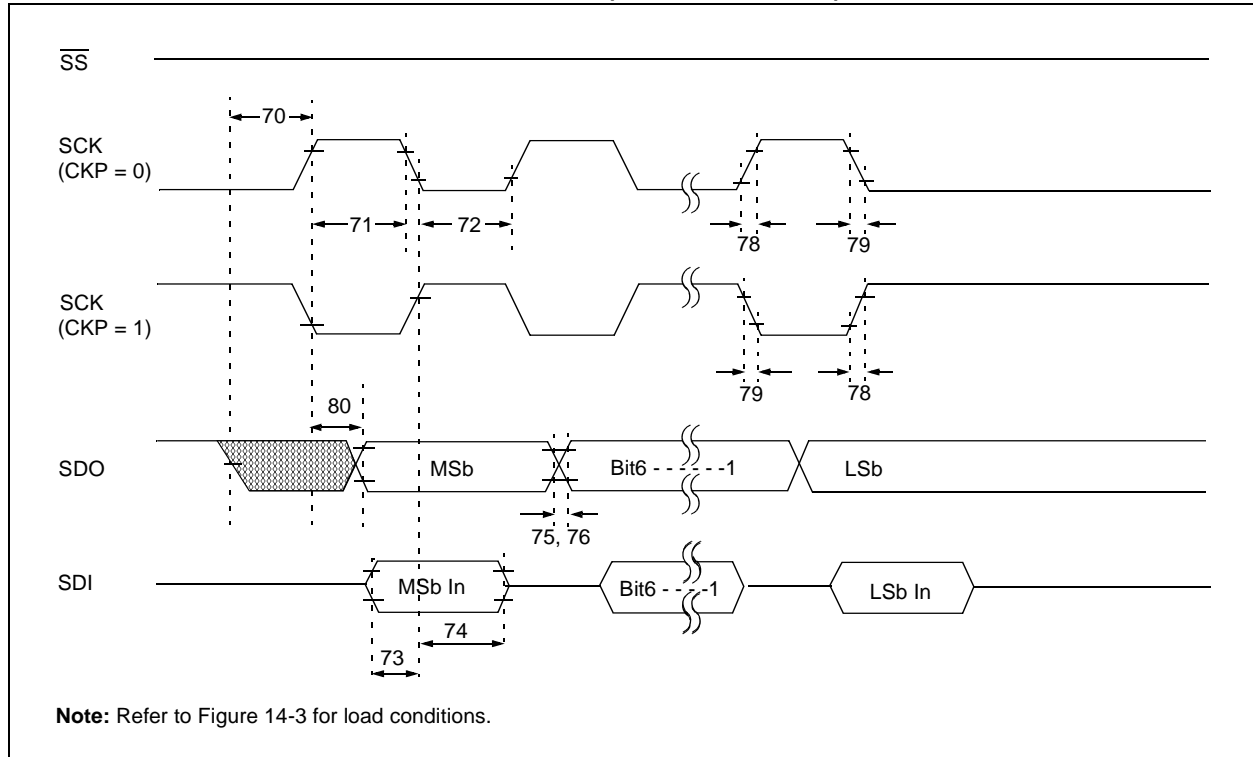 SS
70
SCK
(CKP = 0)
71
72
78
79
SCK
(CKP = 1)
79
78
80
SDO
MSb
Bit6 - - - - - -1
LSb
75, 76
SDI
MSb In
Bit6 - - - -1
LSb In
74
73
Note: Refer to Figure 14-3 for load conditions.